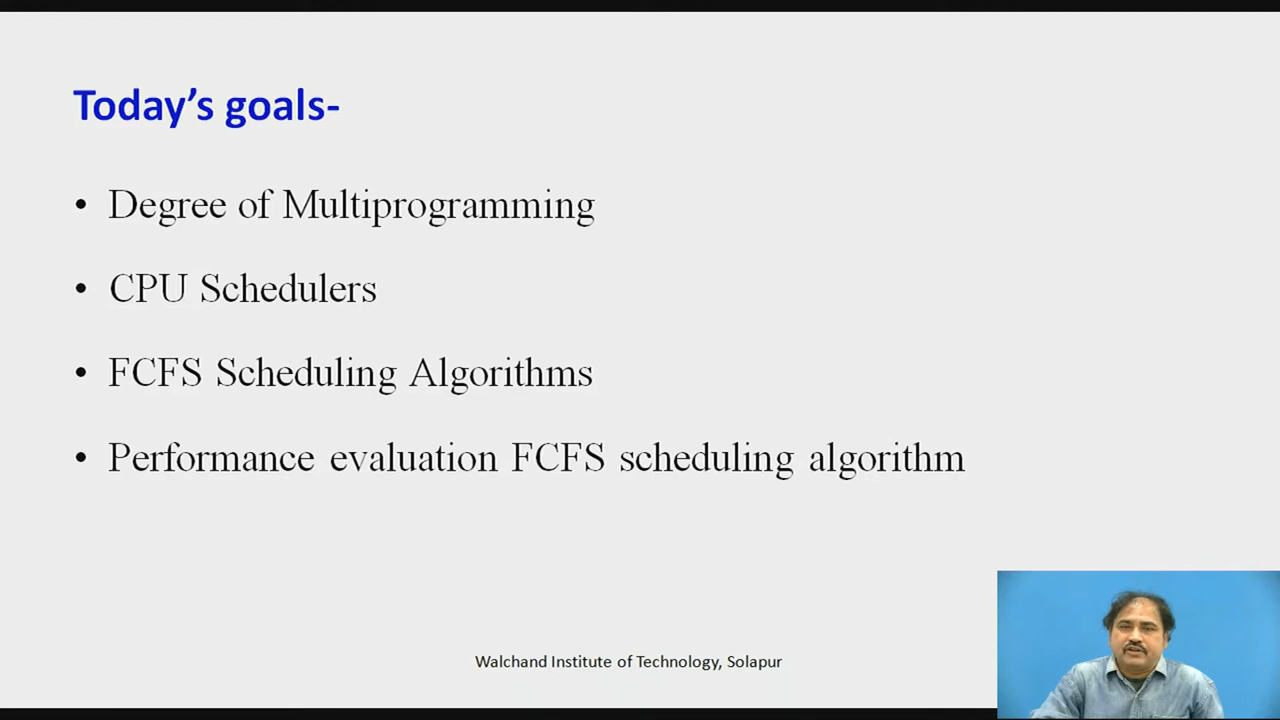 Today’s goals-
• Degree of Multiprogramming
• CPU Schedulers
• FCFS Scheduling Algorithms
• Performance evaluation FCFS scheduling algorithm
Walchand Institute of Technology, Solapur